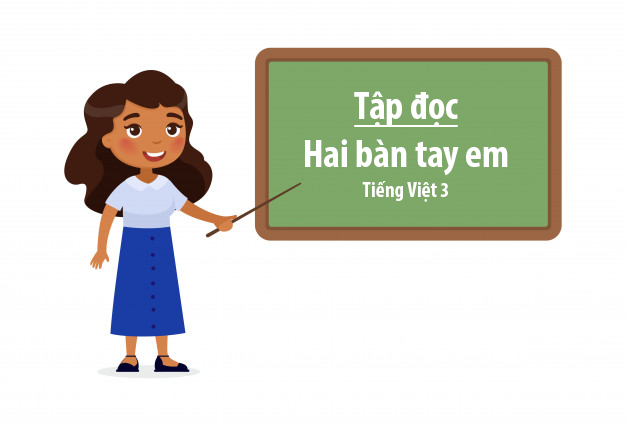 Tập đọc
Hai bàn tay em
Tiếng Việt 3